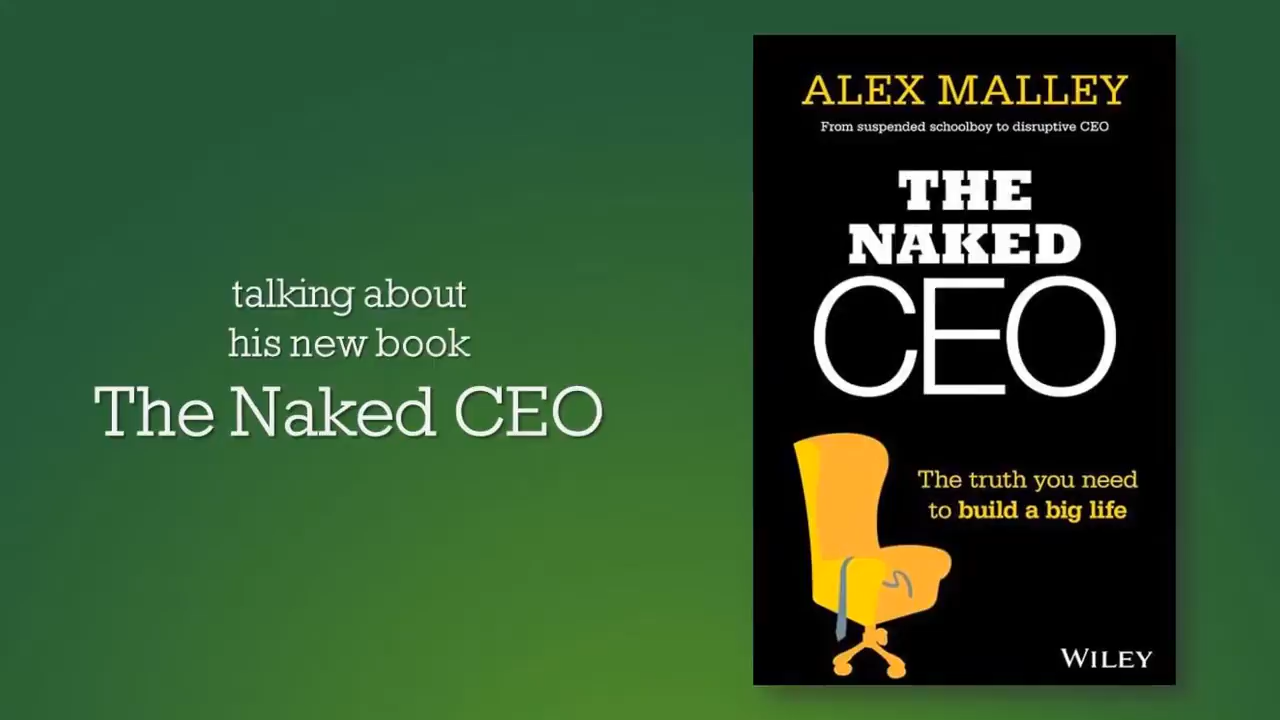 talking about
his new book
The Naked CEO
ALEX MALLEY
From suspended schoolboy to disruptive CEO
THE
NAKED
CEO
The truth you need
to build a big life
WILEY